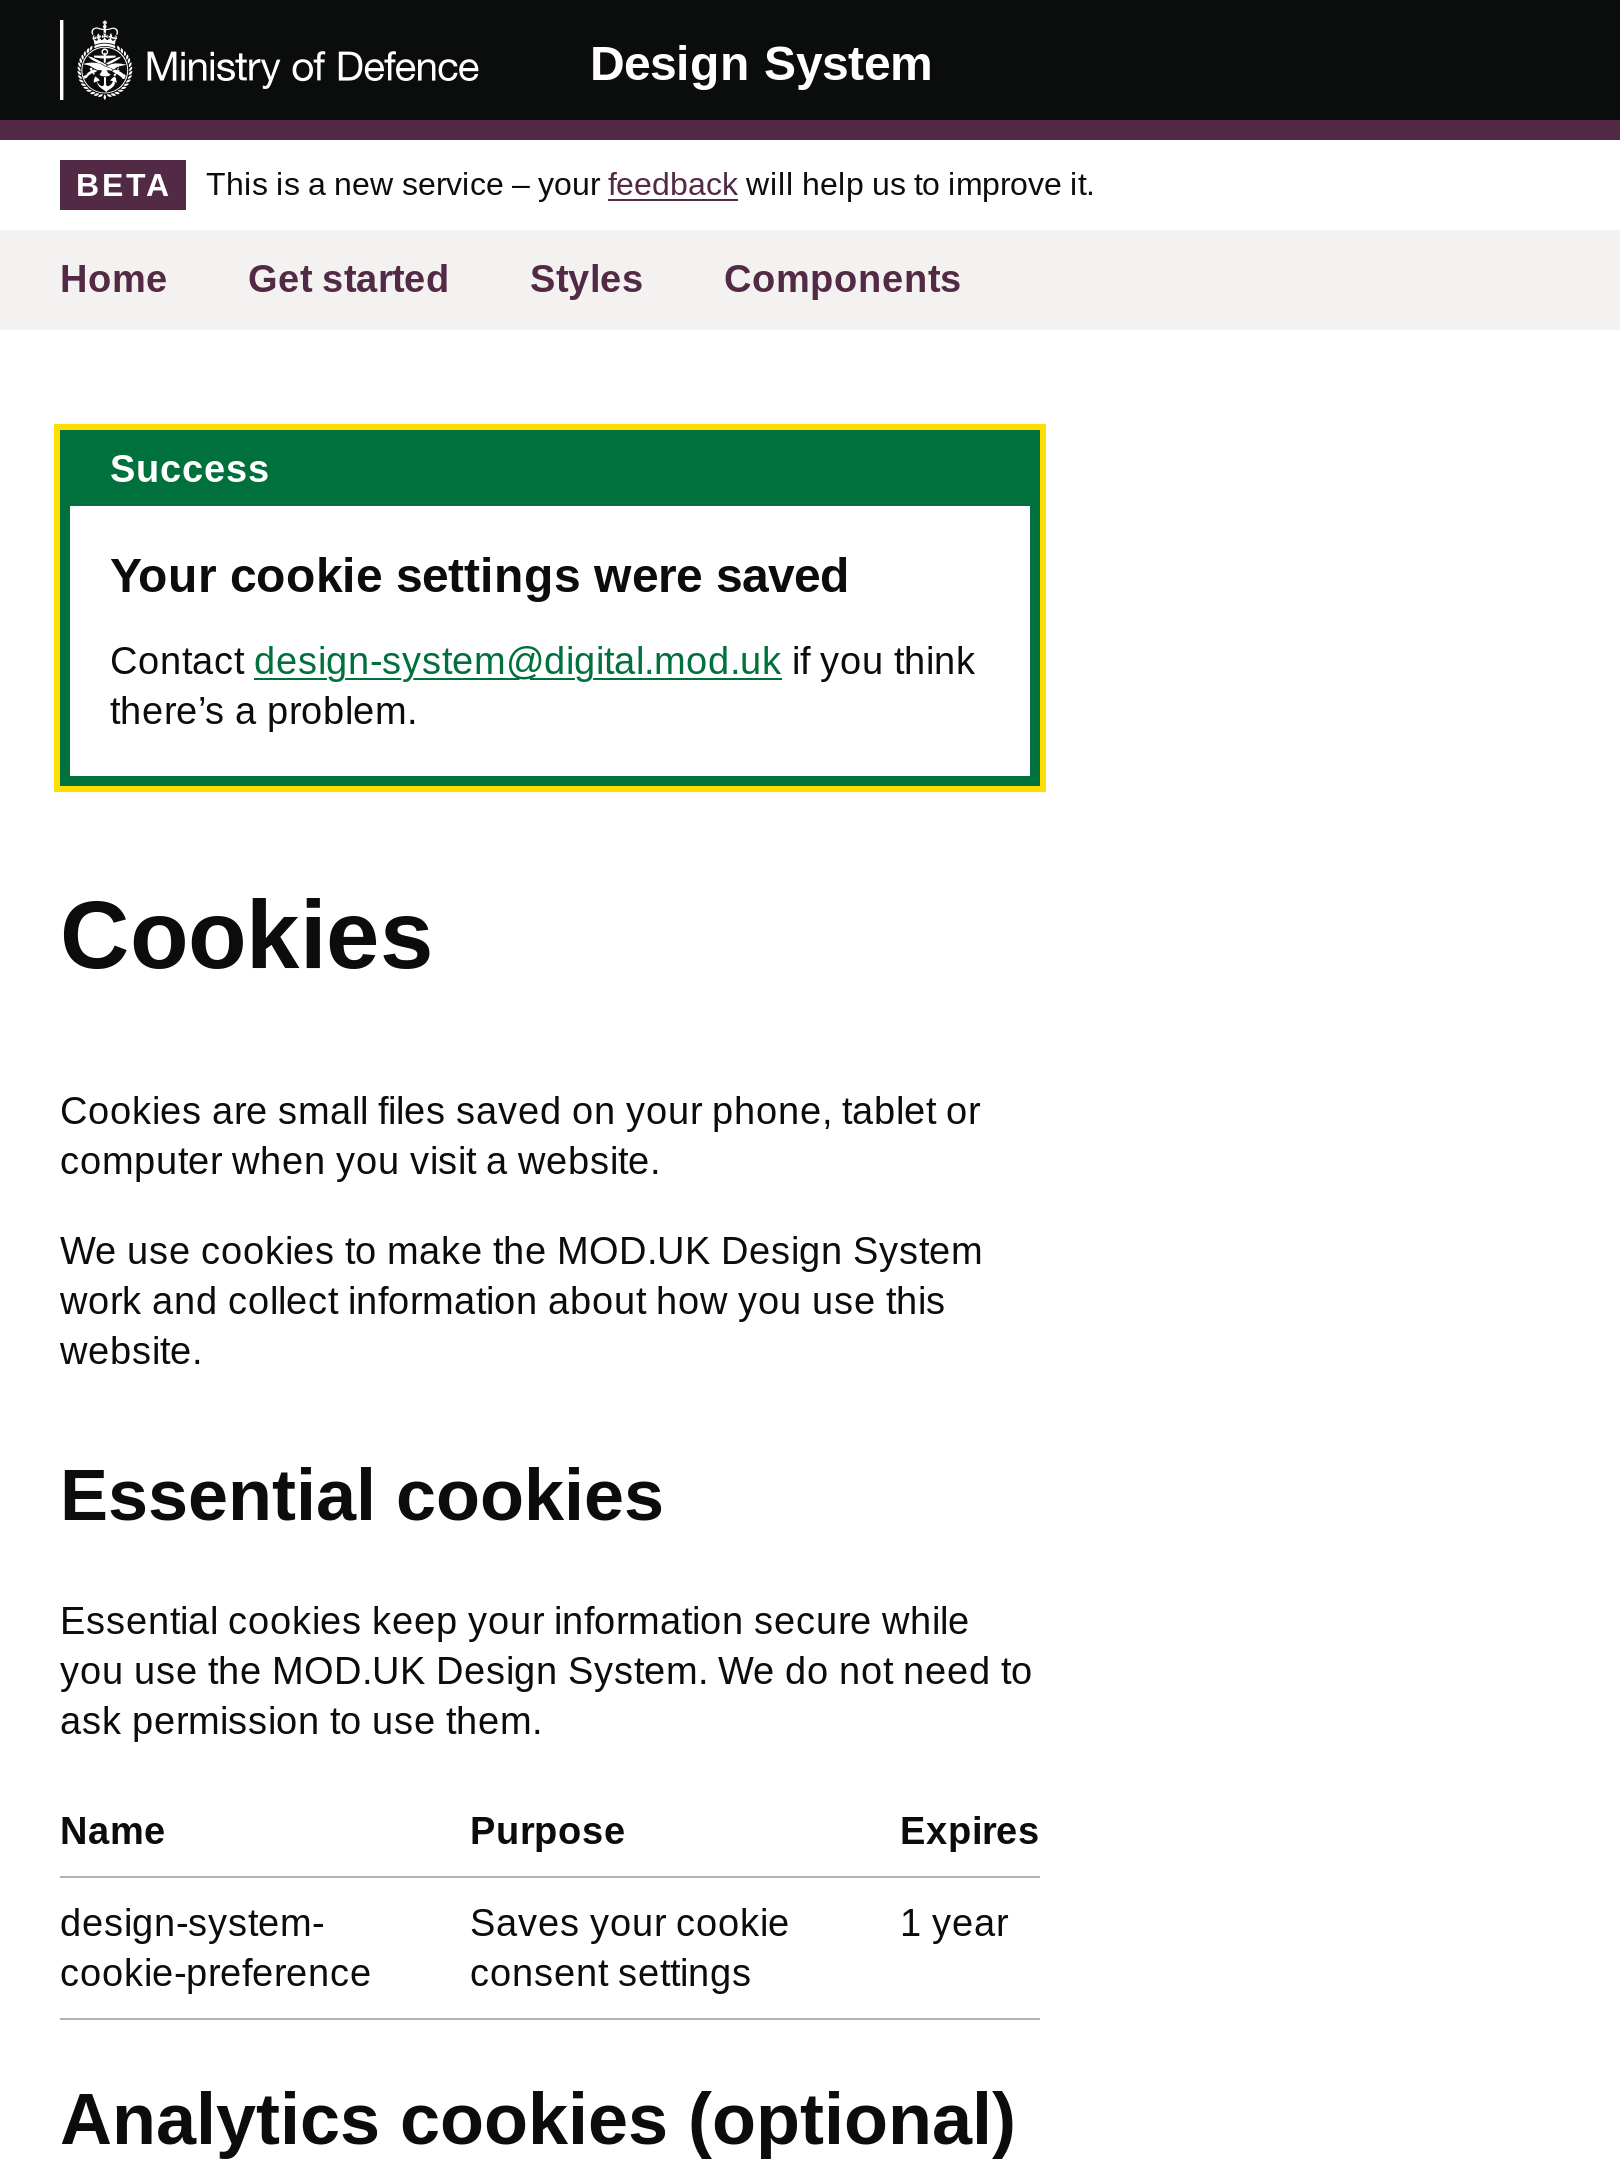 Ministry of Defence
Design System
BETA This is a new service – your feedback will help us to improve it.
Home Get started Styles Components
Success
Your cookie settings were saved
Contact design-system@digital.mod.uk if you think
there’s a problem.
Cookies
Cookies are small files saved on your phone, tablet or
computer when you visit a website.
We use cookies to make the MOD.UK Design System
work and collect information about how you use this
website.
Essential cookies
Essential cookies keep your information secure while
you use the MOD.UK Design System. We do not need to
ask permission to use them.
Name Purpose Expires
design-system- Saves your cookie 1 year
cookie-preference consent settings
Analytics cookies (optional)